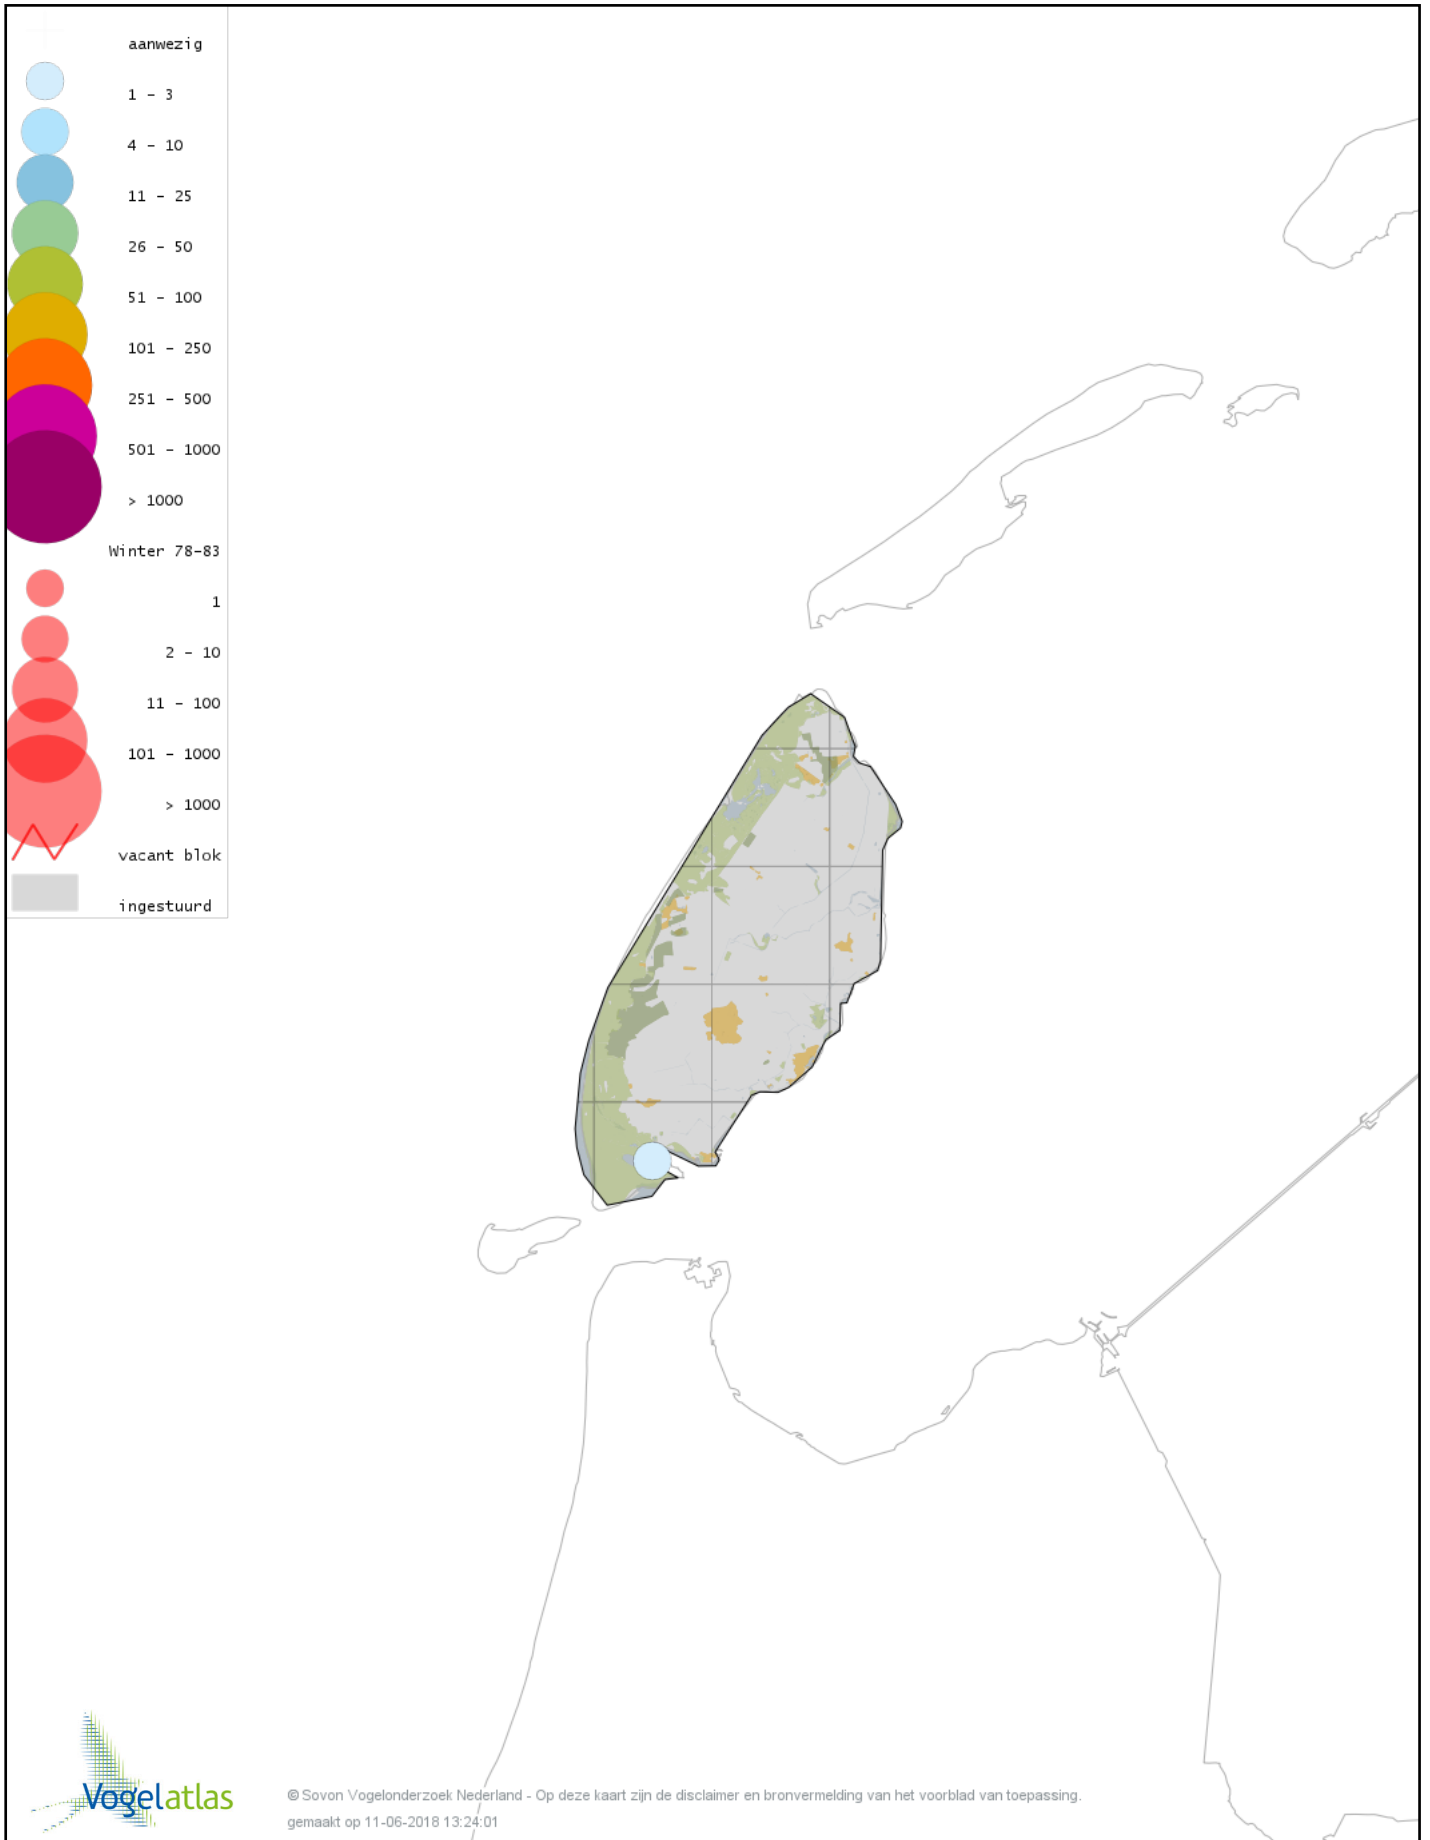 aanwezig
1 - 3
4 - 10
11 - 25
26 - 50
51 - 100
101 - 250
251 - 500
501 - 1000
> 1000
Winter 78-83
1
2 - 10
11 - 100
101 - 1000
> 1000
vacant blok
ingestuurd
Vogelatlas
© Sovon Vogelonderzoek Nederland - Op deze kaart zijn de disclaimer en bronvermelding van het voorblad van toepassing.
gemaakt op 11-06-2018 13:24:01